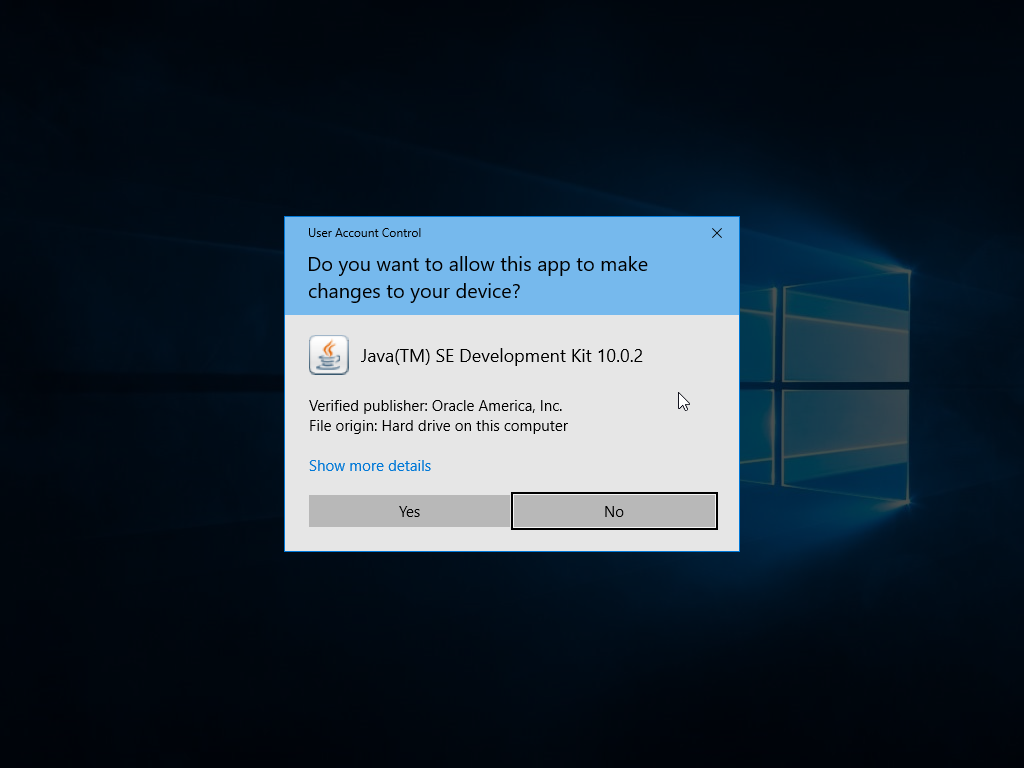 User Account Control
Do you want to allow this app to make
changes to your device?
Java(TM) SE Development Kit 10.0.2
Verified publisher: Oracle America, Inc.
File origin: Hard drive on this computer
Show more details
Yes
No